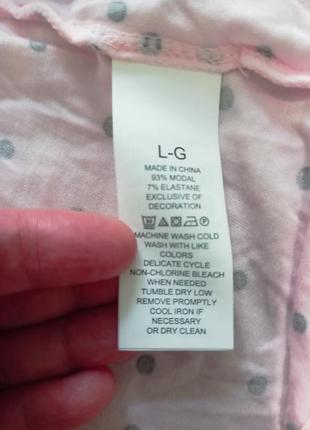 L-G
MADE IN CHINA
93% MODAL
7% ELASTANE
EXCLUSIVE OF
DECORATION
MACHINE WASH COLD
WASH WITH LIKE
COLORS
DELICATE CYCLE
NON-CHLORINE BLEACH
WHEN NEEDED
TUMBLE DRY LOW
REMOVE PROMPTLY
COOL IRON IF
NECESSARY
OR DRY CLEAN